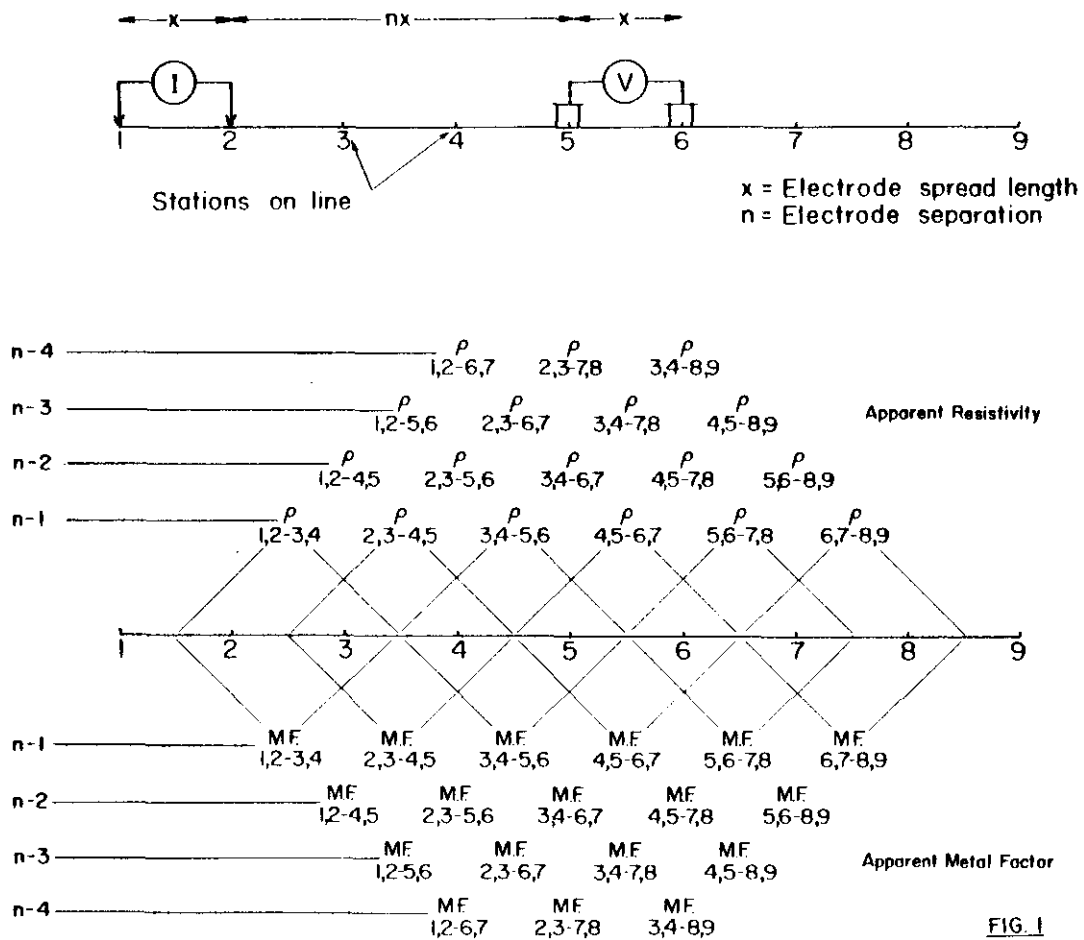 x nx x
I V
1 2 3 4 5 6 7 8 9
Stations on line
x = Electrode spread length
n = Electrode separation
n-4 ρ ρ ρ
1,2-6,7 2,3-7,8 3,4-8,9
n-3 ρ ρ ρ ρ Apparent Resistivity
1,2-5,6 2,3-6,7 3,4-7,8 4,5-8,9
n-2 ρ ρ ρ ρ ρ
1,2-4,5 2,3-5,6 3,4-6,7 4,5-7,8 5,6-8,9
n-1 ρ ρ ρ ρ ρ ρ
1,2-3,4 2,3-4,5 3,4-5,6 4,5-6,7 5,6-7,8 6,7-8,9
1 2 3 4 5 6 7 8 9
n-1 M.F. M.F. M.F. M.F. M.F. M.F.
1,2-3,4 2,3-4,5 3,4-5,6 4,5-6,7 5,6-7,8 6,7-8,9
n-2 M.F. M.F. M.F. M.F. M.F.
1,2-4,5 2,3-5,6 3,4-6,7 4,5-7,8 5,6-8,9
n-3 M.F. M.F. M.F. M.F. Apparent Metal Factor
1,2-5,6 2,3-6,7 3,4-7,8 4,5-8,9
n-4 M.F. M.F. M.F.
1,2-6,7 2,3-7,8 3,4-8,9
FIG. 1